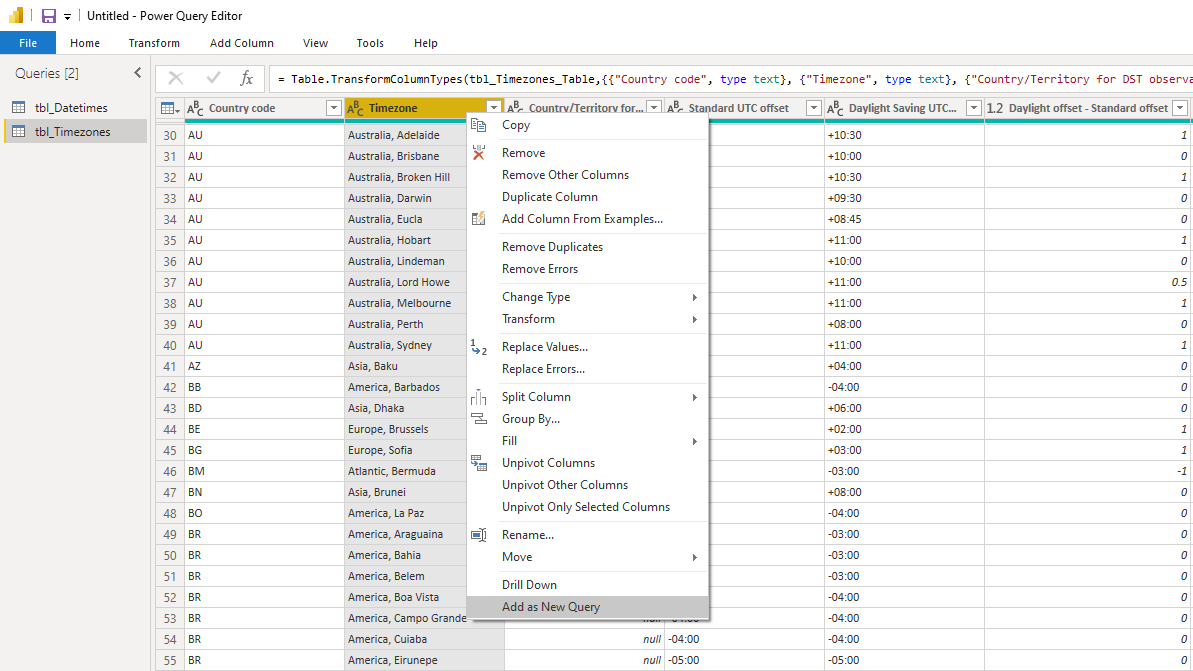 Untitled - Power Query Editor
File Home Transform Add Column View Tools Help
Queries [2]
tbl_Datetimes
tbl_Timezones
fx = Table.TransformColumnTypes(tbl_Timezones_Table,{{"Country code", type text}, {"Timezone", type text}, {"Country/Territory for DST observa
ABC Country code ABC Timezone ABC Country/Territory for... ABC Standard UTC offset ABC Daylight Saving UTC... 1.2 Daylight offset - Standard offset
30 AU Australia, Adelaide +10:30 1
31 AU Australia, Brisbane +10:00 0
32 AU Australia, Broken Hill +10:30 1
33 AU Australia, Darwin +09:30 0
34 AU Australia, Eucla +08:45 0
35 AU Australia, Hobart +11:00 1
36 AU Australia, Lindeman +10:00 0
37 AU Australia, Lord Howe +11:00 0.5
38 AU Australia, Melbourne +11:00 1
39 AU Australia, Perth +08:00 0
40 AU Australia, Sydney +11:00 1
41 AZ Asia, Baku +04:00 0
42 BB America, Barbados -04:00 0
43 BD Asia, Dhaka +06:00 0
44 BE Europe, Brussels +02:00 1
45 BG Europe, Sofia +03:00 1
46 BM Atlantic, Bermuda -03:00 -1
47 BN Asia, Brunei +08:00 0
48 BO America, La Paz -04:00 0
49 BR America, Araguaina -03:00 0
50 BR America, Bahia -03:00 0
51 BR America, Belem -03:00 0
52 BR America, Boa Vista -04:00 0
53 BR America, Campo Grande -04:00 0
54 BR America, Cuiaba null -04:00 -04:00 0
55 BR America, Eirunepe null -05:00 -05:00 0
Copy
Remove
Remove Other Columns
Duplicate Column
Add Column From Examples...
Remove Duplicates
Remove Errors
Change Type
Transform
1 2 Replace Values...
Replace Errors...
Split Column
Group By...
Fill
Unpivot Columns
Unpivot Other Columns
Unpivot Only Selected Columns
Rename...
Move
Drill Down
Add as New Query